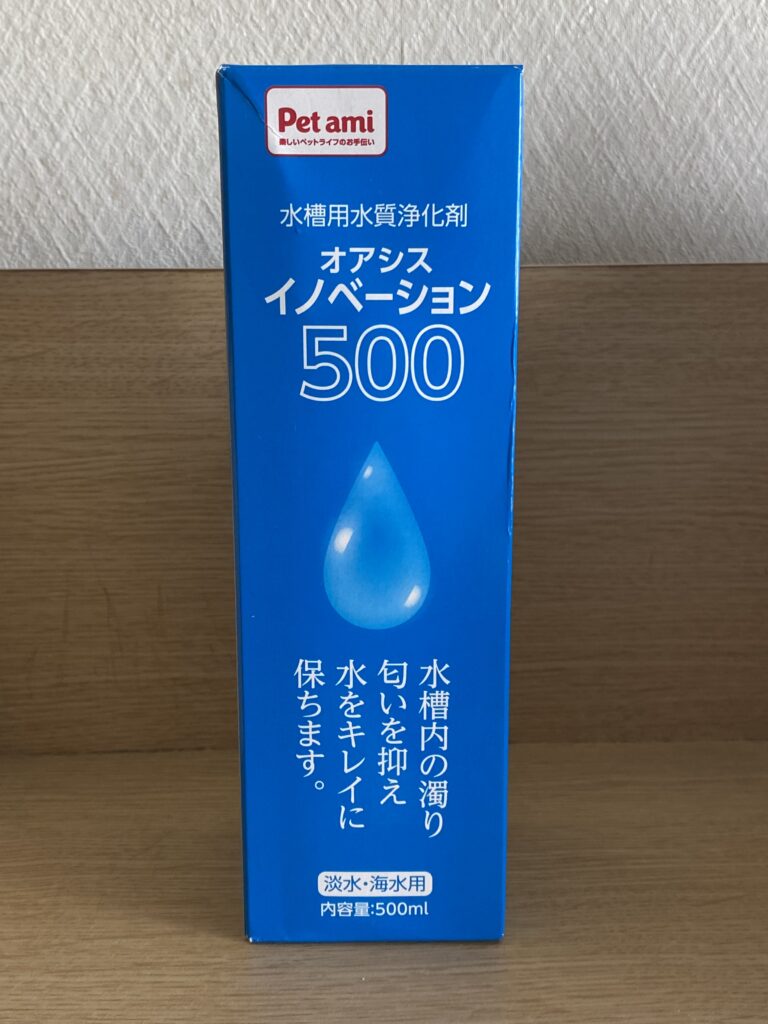 Pet ami
楽しいペットライフのお手伝い
水槽用水質浄化剤
オアシス
イノベーション
500
水槽内の濁り
匂いを抑え
水をキレイに
保ちます。
淡水・海水用
内容量:500ml